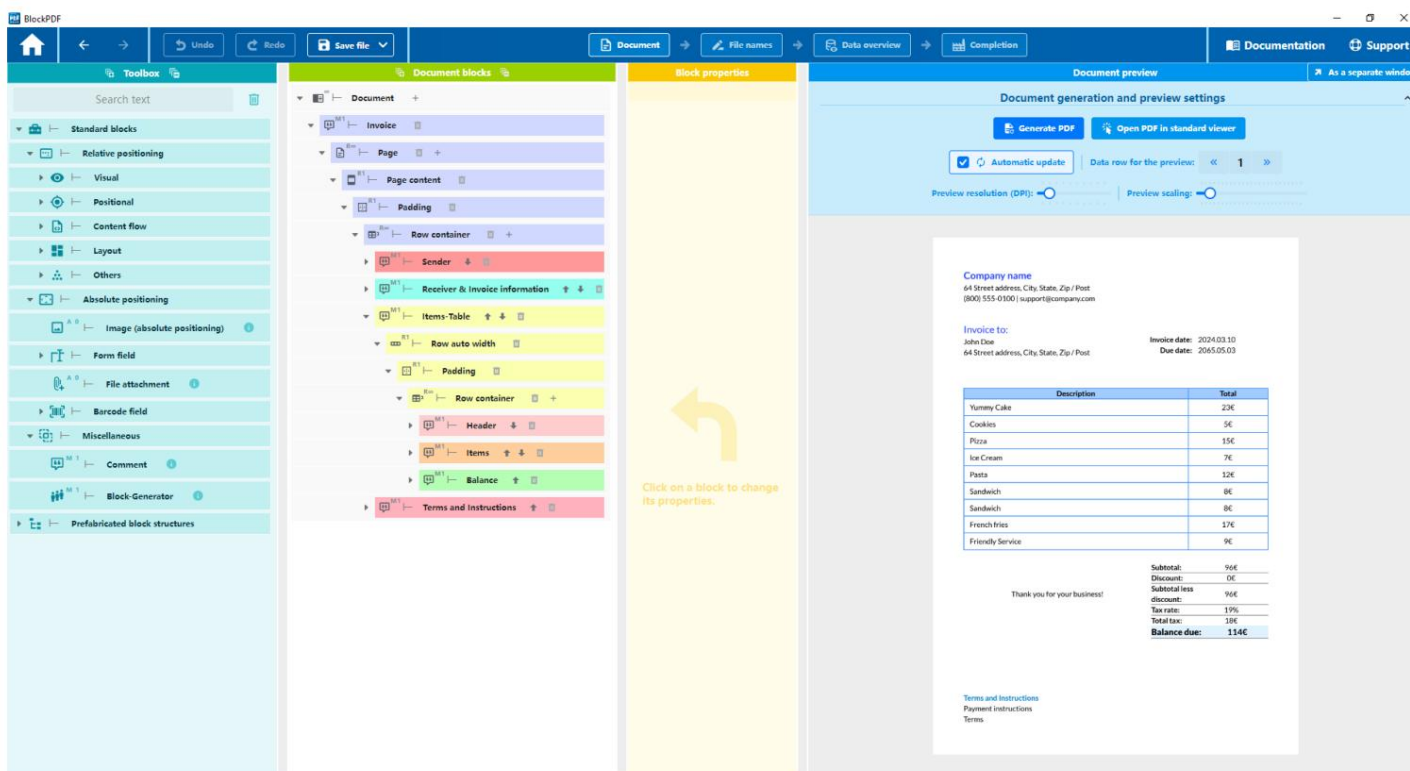 BlockPDF
Undo
Redo
Save file
Document
File names
Data overview
Completion
Documentation
Support
Toolbox
Search text
Standard blocks
Relative positioning
Visual
Positional
Content flow
Layout
Others
Absolute positioning
Image (absolute positioning)
Form field
File attachment
Barcode field
Miscellaneous
Comment
Block-Generator
Prefabricated block structures
Document blocks
Document +
Invoice
Page +
Page content
Padding
Row container +
Sender
Receiver & Invoice information
Items-Table
Row auto width
Padding
Row container +
Header
Items
Balance
Terms and Instructions
Block properties
Click on a block to change
its properties.
Document preview
As a separate windo
Document generation and preview settings
Generate PDF
Open PDF in standard viewer
Automatic update
Data row for the preview: « 1 »
Preview resolution (DPI):
Preview scaling:
Company name
64 Street address, City, State, Zip / Post
(800) 555-0100 | support@company.com
Invoice to:
John Doe
64 Street address, City, State, Zip / Post
Invoice date: 2024.03.10
Due date: 2065.05.03
Description Total
Yummy Cake 23€
Cookies 5€
Pizza 15€
Ice Cream 7€
Pasta 12€
Sandwich 8€
Sandwich 8€
French fries 17€
Friendly Service 9€
Thank you for your business!
Subtotal: 96€
Discount: 0€
Subtotal less
discount: 96€
Tax rate: 19%
Total tax: 18€
Balance due: 114€
Terms and Instructions
Payment instructions
Terms